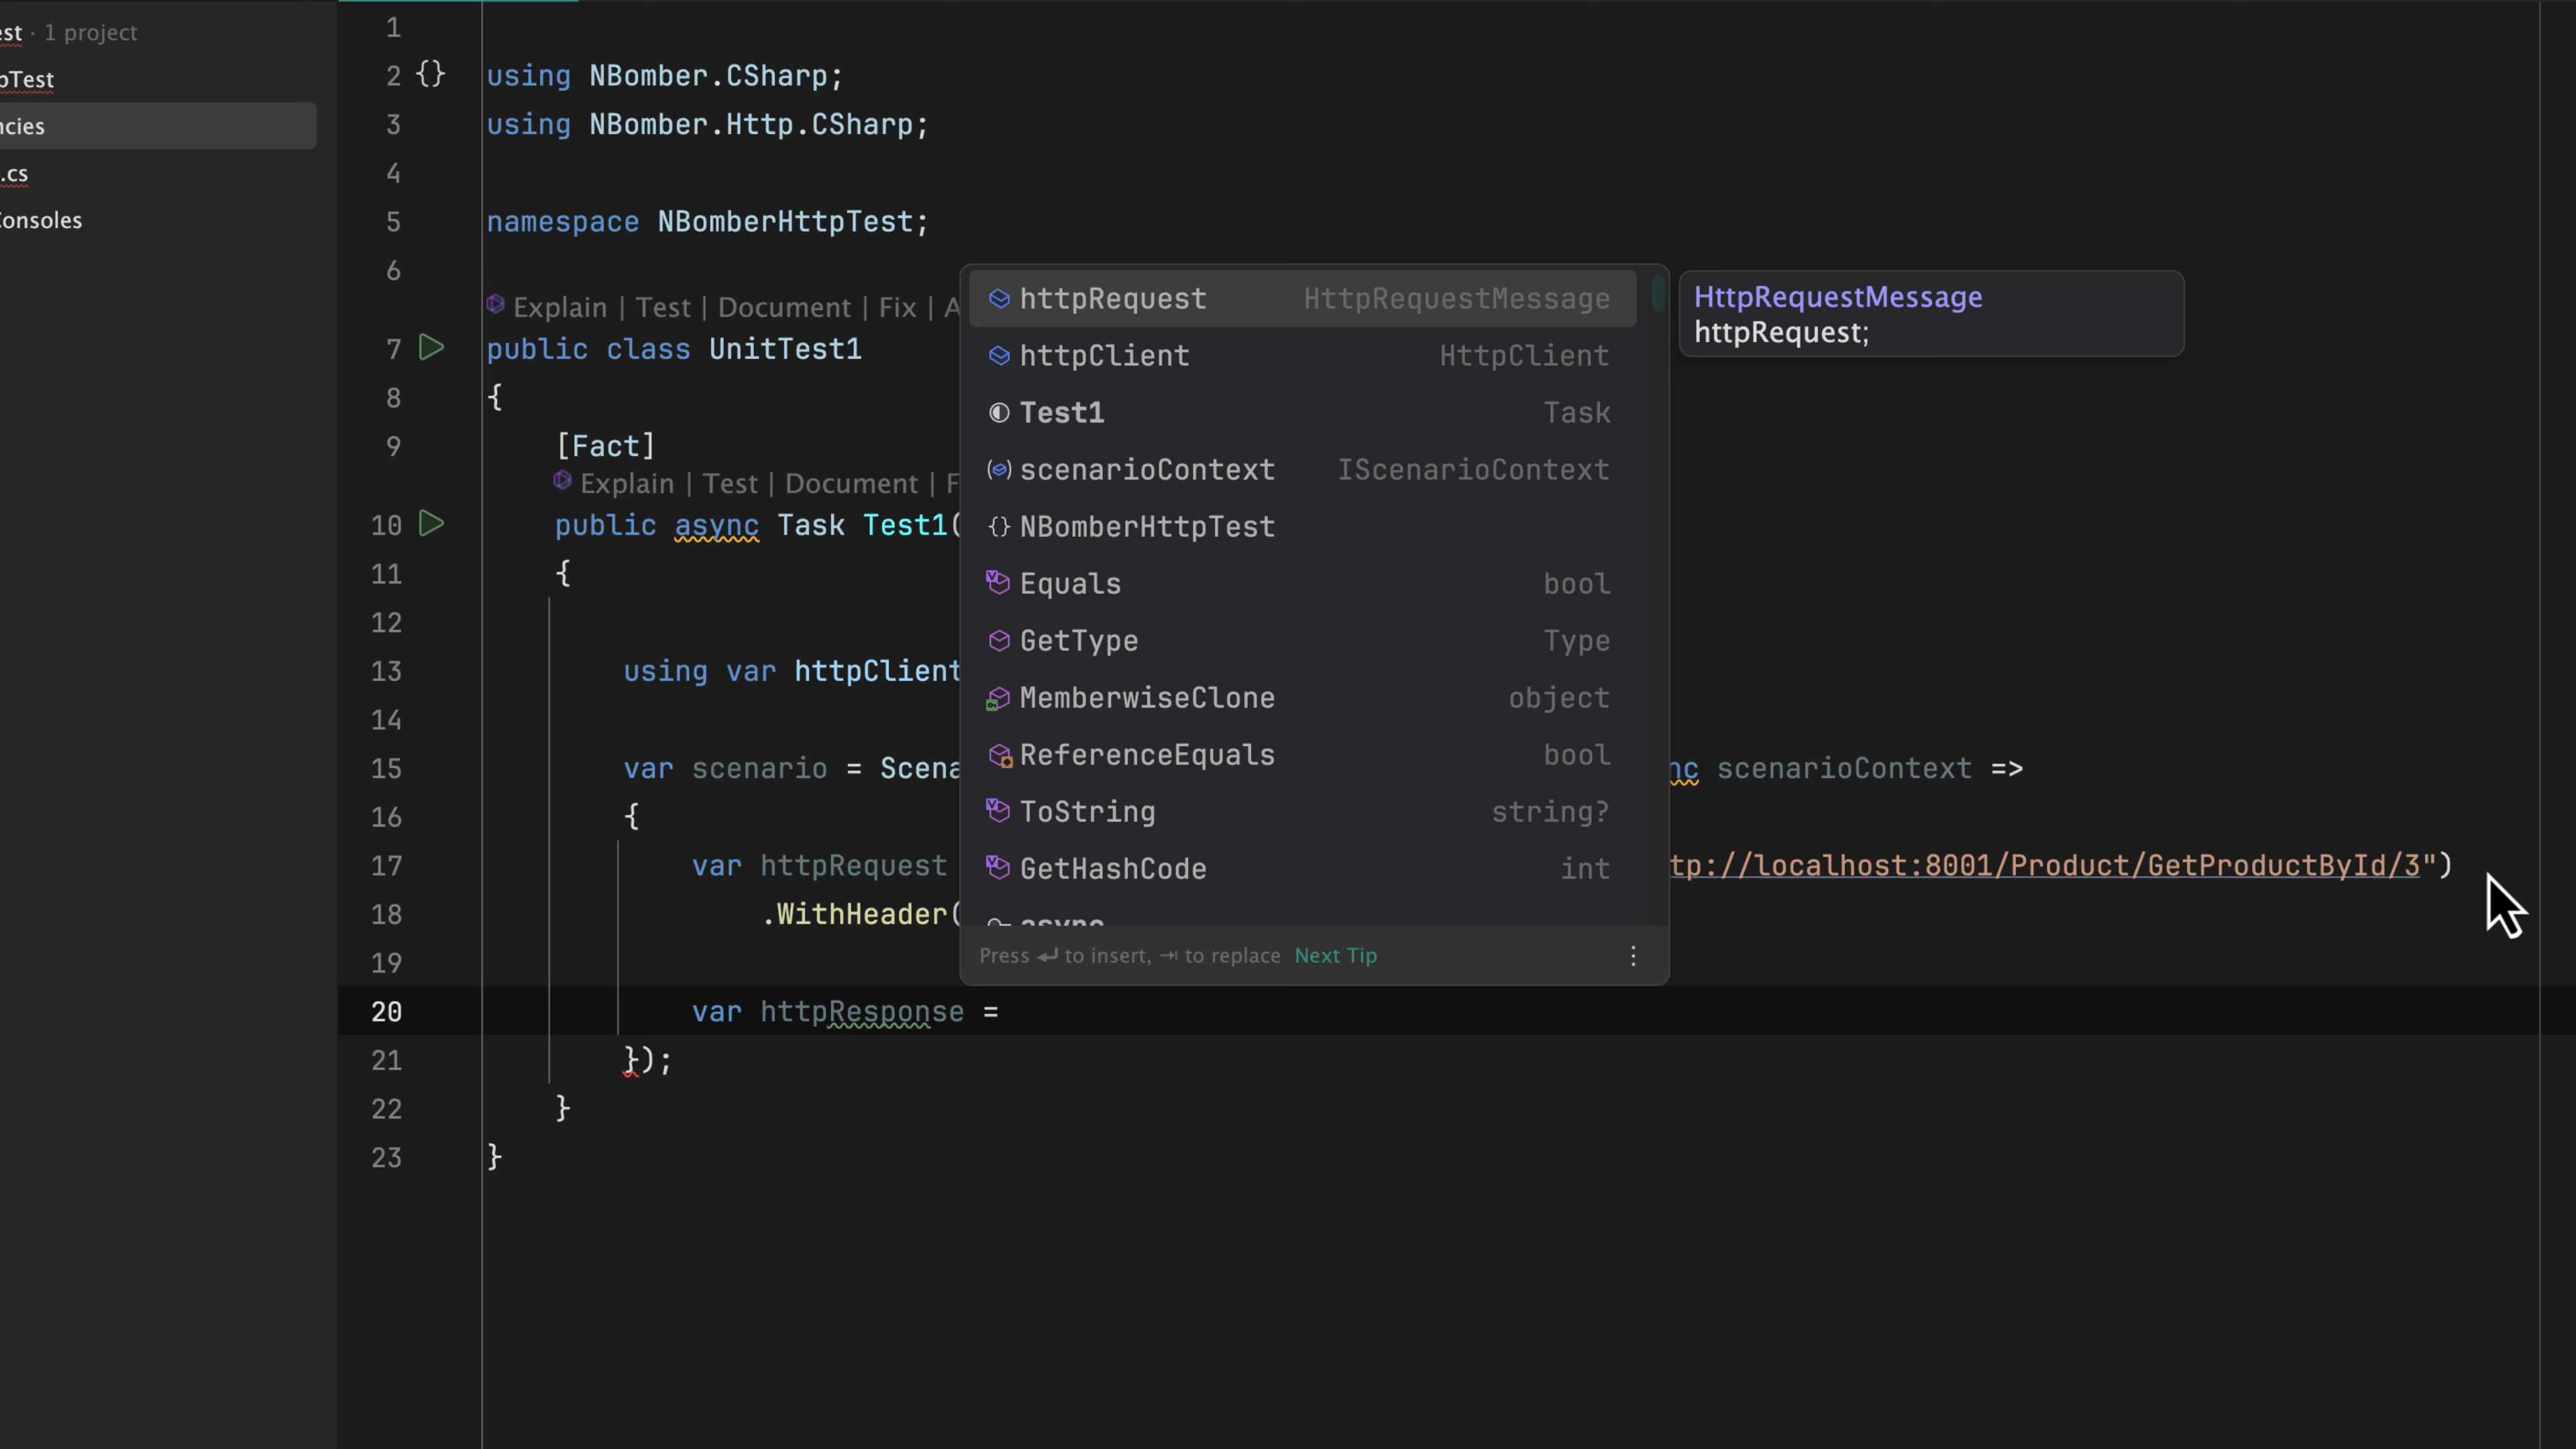 est · 1 project
pTest
ncies
.cs
Consoles
1
2 {} using NBomber.CSharp;
3 using NBomber.Http.CSharp;
4
5 namespace NBomberHttpTest;
6
Explain | Test | Document | Fix | A
7 public class UnitTest1
8 {
9 [Fact]
Explain | Test | Document | F
10 public async Task Test1(
11 {
12
13 using var httpClient
14
15 var scenario = Scena nc scenarioContext =>
16 {
17 var httpRequest tp://localhost:8001/Product/GetProductById/3")
18 .WithHeader(
19
20 var httpResponse =
21 });
22 }
23 }
httpRequest HttpRequestMessage
httpClient HttpClient
Test1 Task
scenarioContext IScenarioContext
{} NBomberHttpTest
Equals bool
GetType Type
MemberwiseClone object
ReferenceEquals bool
ToString string?
GetHashCode int
async
Press ↵ to insert, ⇥ to replace Next Tip
HttpRequestMessage
httpRequest;